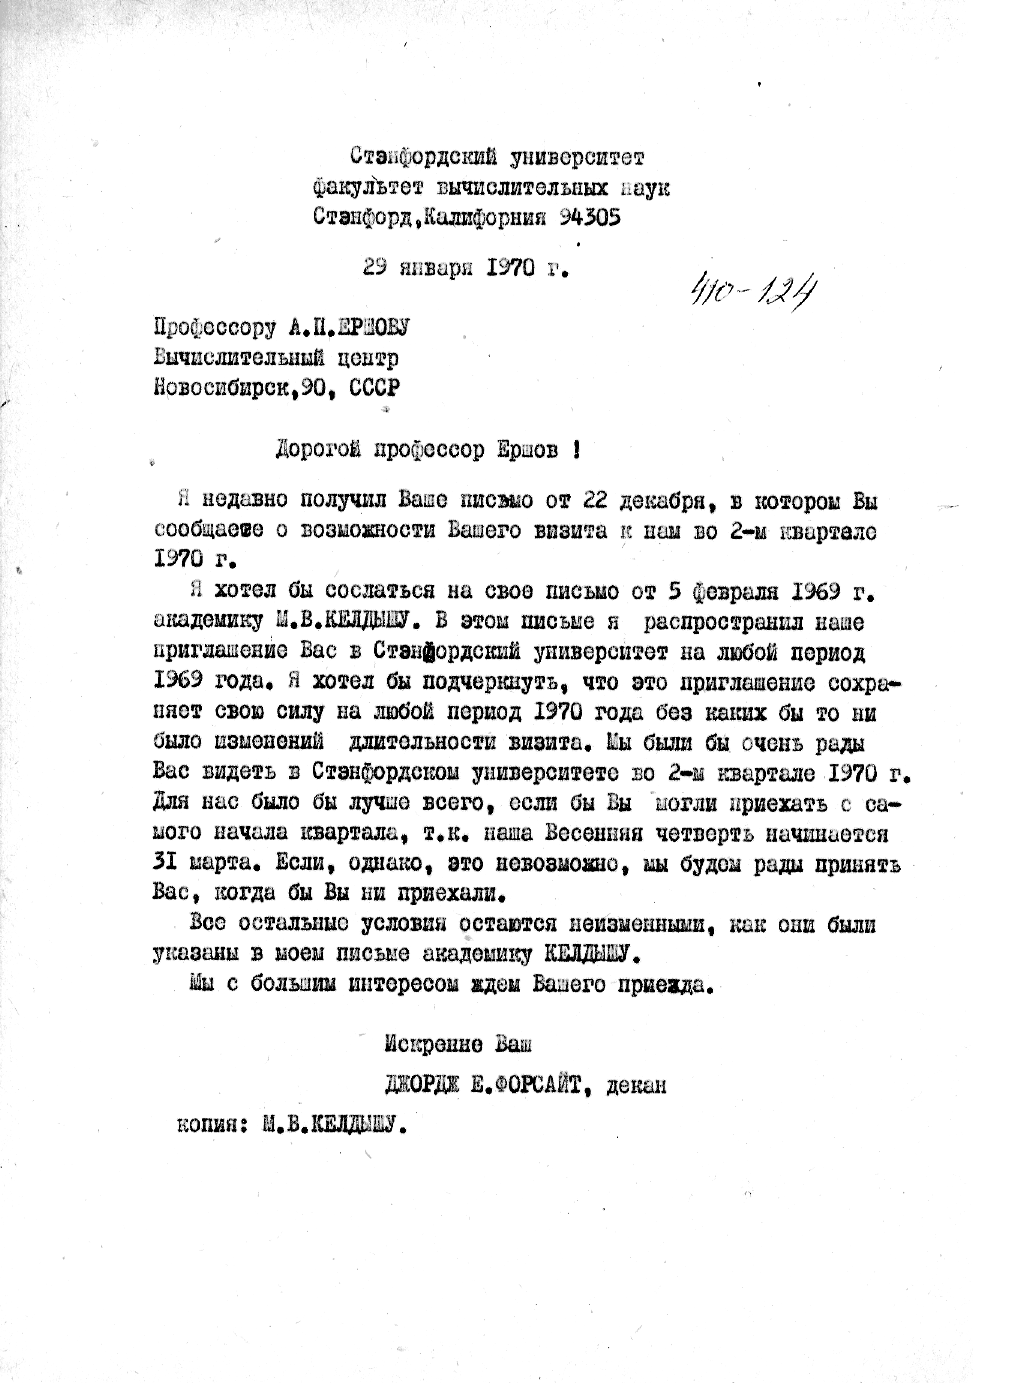 Стэнфордский университет
факультет вычислительных наук
Стэнфорд,Калифорния 94305
29 января 1970 г.
410-124
Профессору А.П.ЕРШОВУ
Вычислительный центр
Новосибирск,90, СССР
Дорогой профессор Ершов !
Я недавно получил Ваше письмо от 22 декабря, в котором Вы
сообщаете о возможности Вашего визита к нам во 2-м квартале
1970 г.
Я хотел бы сослаться на свое письмо от 5 февраля 1969 г.
академику М.В.КЕЛДЫШУ. В этом письме я распространил наше
приглашение Вас в Стэнфордский университет на любой период
1969 года. Я хотел бы подчеркнуть, что это приглашение сохра-
няет свою силу на любой период 1970 года без каких бы то ни
было изменений длительности визита. Мы были бы очень рады
Вас видеть в Стэнфордском университете во 2-м квартале 1970 г.
Для нас было бы лучше всего, если бы Вы могли приехать с са-
мого начала квартала, т.к. наша Весенняя четверть начинается
31 марта. Если, однако, это невозможно, мы будем рады принять
Вас, когда бы Вы ни приехали.
Все остальные условия остаются неизменными, как они были
указаны в моем письме академику КЕЛДЫШУ.
Мы с большим интересом ждем Вашего приезда.
Искренне Ваш
ДЖОРДЖ Е.ФОРСАЙТ, декан
копия: М.В.КЕЛДЫШУ.